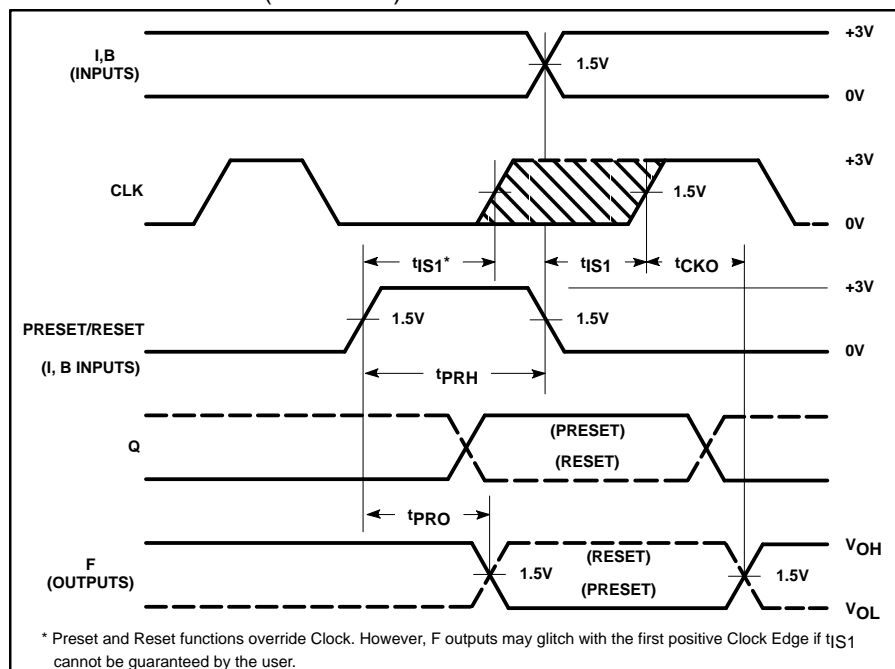 I,B
(INPUTS)
+3V
1.5V
0V
CLK
+3V
1.5V
0V
tIS1*
tIS1
tCKO
+3V
PRESET/RESET
(I, B INPUTS)
1.5V
1.5V
0V
tPRH
Q
(PRESET)
(RESET)
tPRO
F
(OUTPUTS)
1.5V
(RESET)
(PRESET)
1.5V
VOH
VOL
* Preset and Reset functions override Clock. However, F outputs may glitch with the first positive Clock Edge if tIS1
cannot be guaranteed by the user.